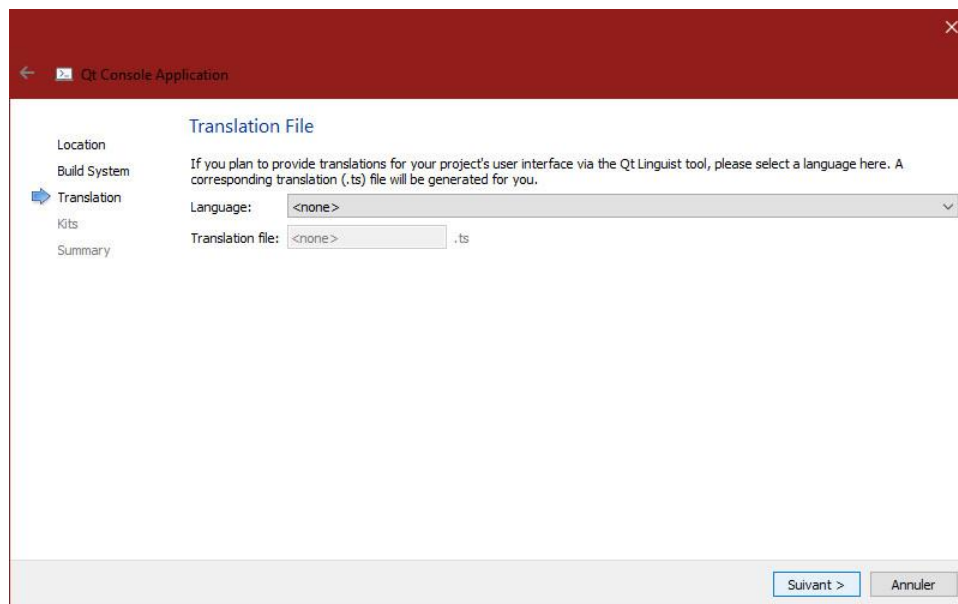 Qt Console Application
Location
Build System
Translation
Kits
Summary
Translation File
If you plan to provide translations for your project's user interface via the Qt Linguist tool, please select a language here. A
corresponding translation (.ts) file will be generated for you.
Language: <none>
Translation file: <none> .ts
Suivant > Annuler